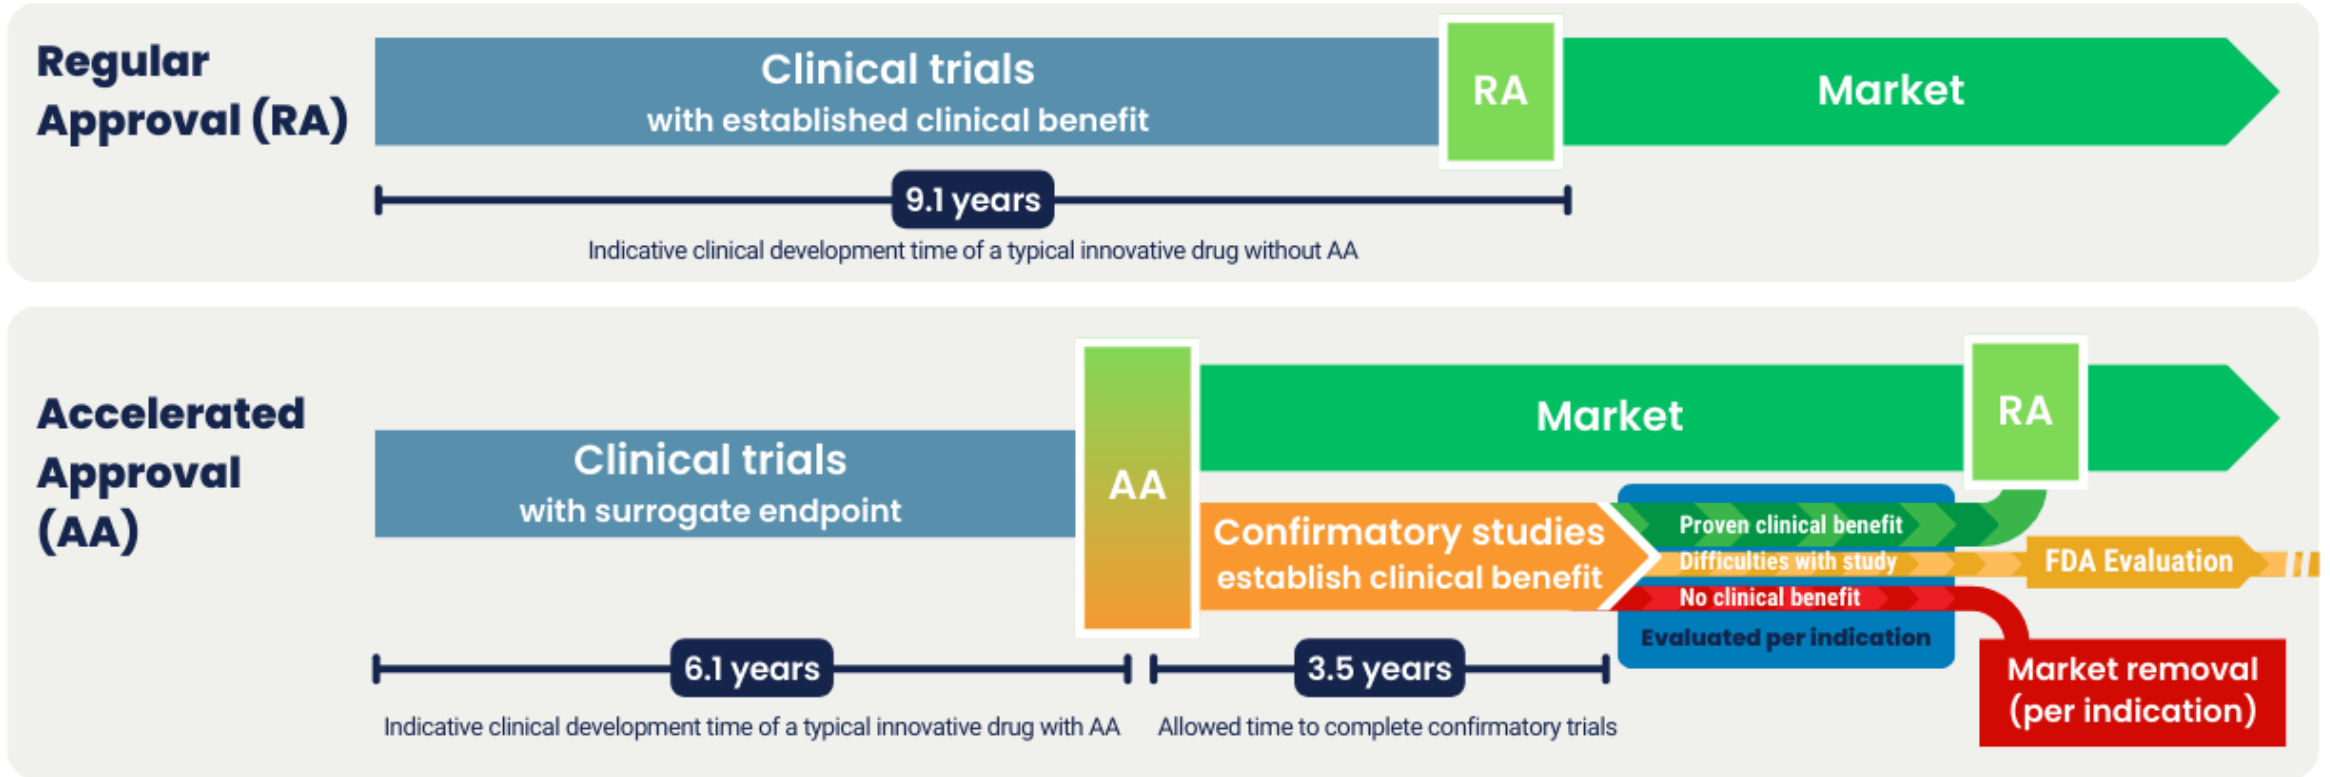 Regular
Approval (RA)
Clinical trials
with established clinical benefit
RA
Market
9.1 years
Indicative clinical development time of a typical innovative drug without AA
Accelerated
Approval
(AA)
Clinical trials
with surrogate endpoint
AA
Market
RA
Confirmatory studies
establish clinical benefit
Proven clinical benefit
Difficulties with study
No clinical benefit
Evaluated per indication
FDA Evaluation
Market removal
(per indication)
6.1 years
Indicative clinical development time of a typical innovative drug with AA
3.5 years
Allowed time to complete confirmatory trials